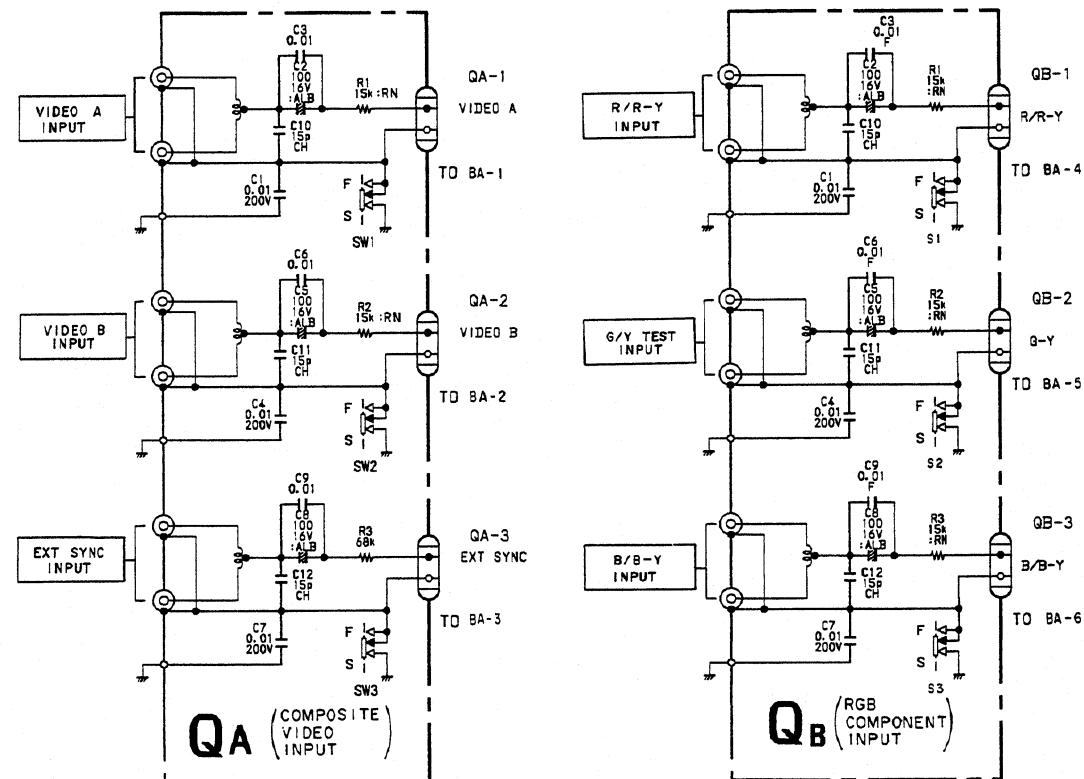 C3
0.01
C2
100
16V
:ALB
R1
15k :RN
QA-1
VIDEO A
VIDEO A
INPUT
C10
15p
CH
TO BA-1
C1
0.01
200V
F
S
SW1
C6
0.01
C5
100
16V
:ALB
R2
15k :RN
QA-2
VIDEO B
VIDEO B
INPUT
C11
15p
CH
TO BA-2
C4
0.01
200V
F
S
SW2
C9
0.01
C8
100
16V
:ALB
R3
68k
QA-3
EXT SYNC
EXT SYNC
INPUT
C12
15p
CH
TO BA-3
C7
0.01
200V
F
S
SW3
QA (COMPOSITE
VIDEO
INPUT)
C3
0.01
F
C2
100
16V
:ALB
R1
15k
:RN
QB-1
R/R-Y
R/R-Y
INPUT
C10
15p
CH
TO BA-4
C1
0.01
200V
F
S
S1
C6
0.01
F
C5
100
16V
:ALB
R2
15k
:RN
QB-2
G-Y
G/Y TEST
INPUT
C11
15p
CH
TO BA-5
C4
0.01
200V
F
S
S2
C9
0.01
F
C8
100
16V
:ALB
R3
15k
:RN
QB-3
B/B-Y
B/B-Y
INPUT
C12
15p
CH
TO BA-6
C7
0.01
200V
F
S
S3
QB (RGB
COMPONENT
INPUT)